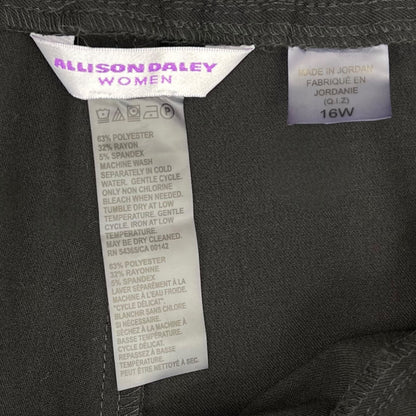 ALLISON DALEY
WOMEN
63% POLYESTER
32% RAYON
5% SPANDEX
MACHINE WASH
SEPARATELY IN COLD
WATER, GENTLE CYCLE.
ONLY NON CHLORINE
BLEACH WHEN NEEDED.
TUMBLE DRY AT LOW
TEMPERATURE, GENTLE
CYCLE, IRON AT LOW
TEMPERATURE.
MAY BE DRY CLEANED.
RN 54365/CA 00142
63% POLYESTER
32% RAYONNE
5% SPANDEX
LAVER SÉPARÉMENT À LA
MACHINE À L'EAU FROIDE.
"CYCLE DÉLICAT".
BLANCHIR SANS CHLORE
SI NÉCESSAIRE.
SÉCHEZ À LA MACHINE À
BASSE TEMPÉRATURE
CYCLE DÉLICAT.
REPASSEZ À BASSE
TEMPÉRATURE.
PEUT ÊTRE NETTOYÉ À SEC.
MADE IN JORDAN
FABRIQUÉ EN
JORDANIE
(Q.I.Z)
16W